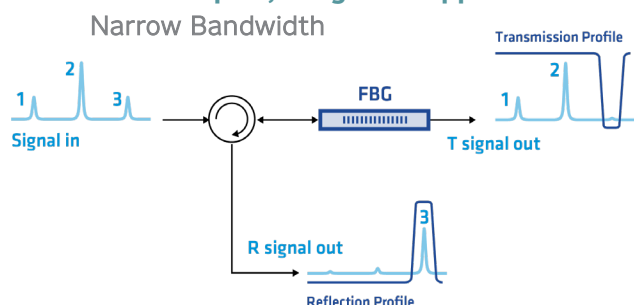 Narrow Bandwidth
Transmission Profile
1
2
3
Signal in
FBG
1
2
T signal out
R signal out
3
Reflection Profile